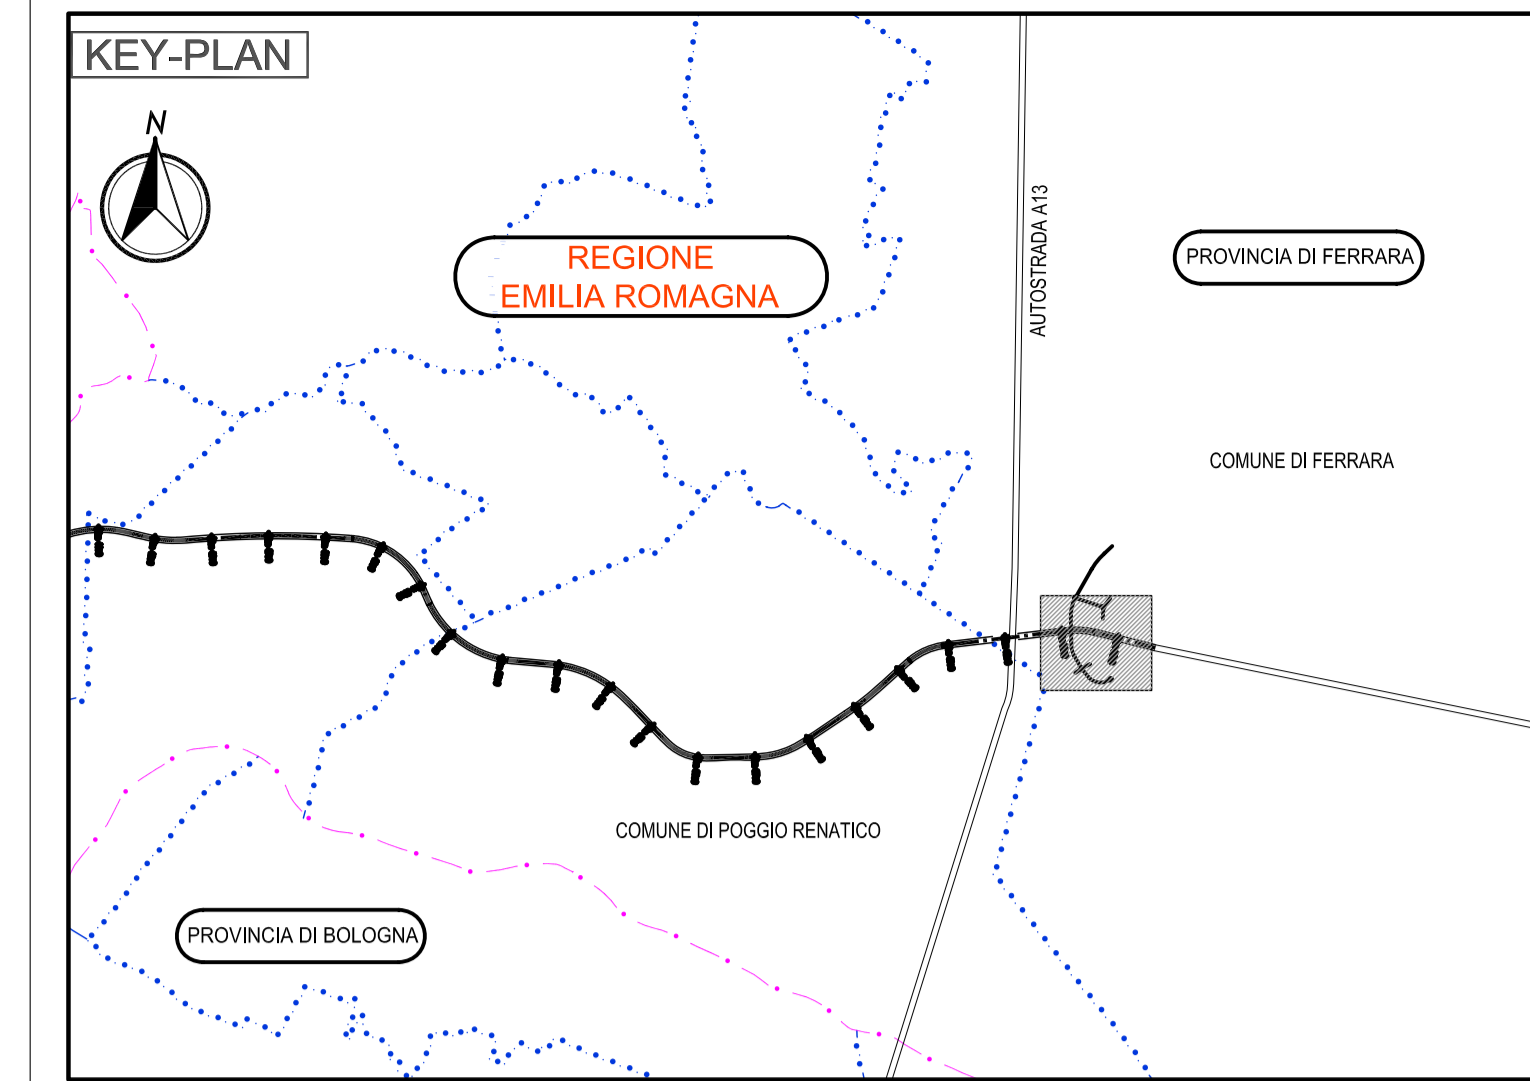 KEY-PLAN
N
REGIONE
EMILIA ROMAGNA
AUTOSTRADA A13
PROVINCIA DI FERRARA
COMUNE DI FERRARA
COMUNE DI POGGIO RENATICO
PROVINCIA DI BOLOGNA